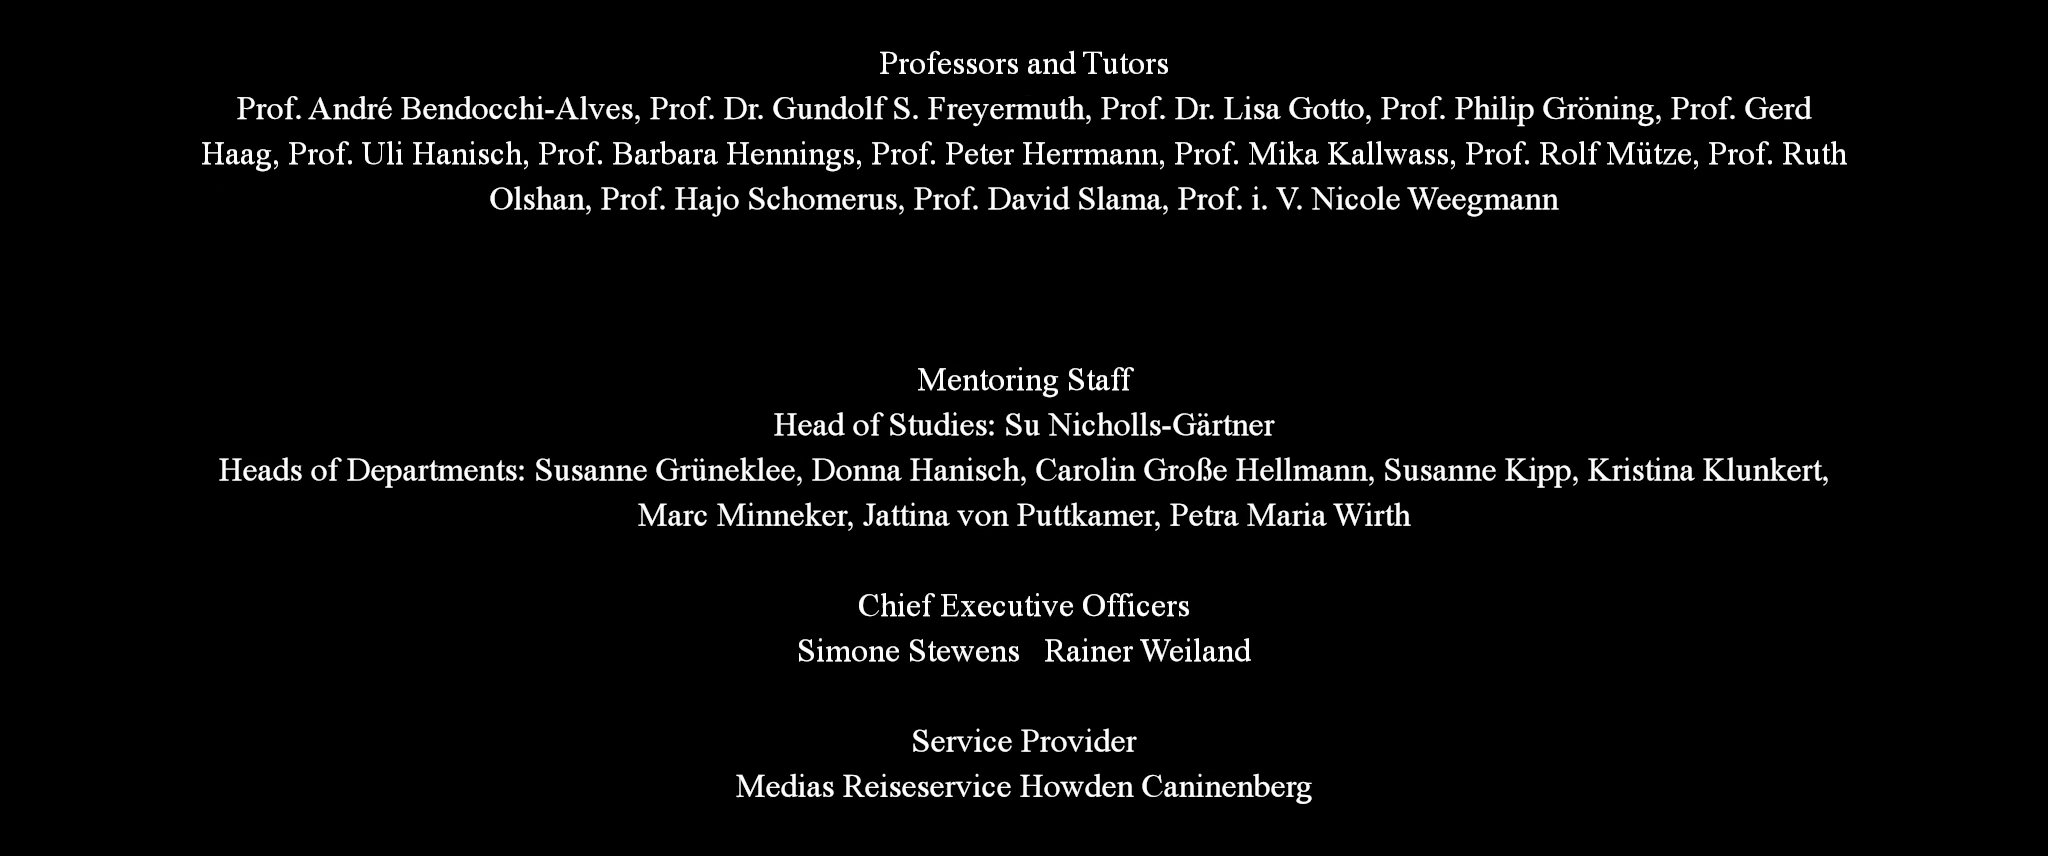 Professors and Tutors
Prof. André Bendocchi-Alves, Prof. Dr. Gundolf S. Freyermuth, Prof. Dr. Lisa Gotto, Prof. Philip Gröning, Prof. Gerd
Haag, Prof. Uli Hanisch, Prof. Barbara Hennings, Prof. Peter Herrmann, Prof. Mika Kallwass, Prof. Rolf Mütze, Prof. Ruth
Olshan, Prof. Hajo Schomerus, Prof. David Slama, Prof. i. V. Nicole Weegmann
Mentoring Staff
Head of Studies: Su Nicholls-Gärtner
Heads of Departments: Susanne Grüneklee, Donna Hanisch, Carolin Große Hellmann, Susanne Kipp, Kristina Klunkert,
Marc Minneker, Jattina von Puttkamer, Petra Maria Wirth
Chief Executive Officers
Simone Stewens   Rainer Weiland
Service Provider
Medias Reiseservice Howden Caninenberg